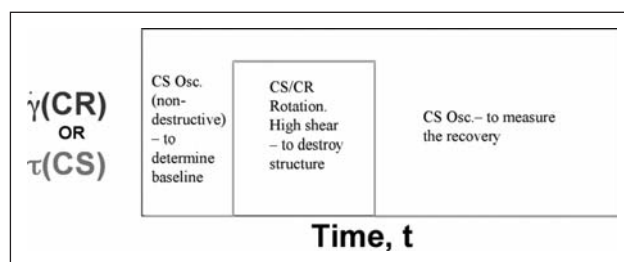 γ̇(CR)
OR
τ(CS)
CS Osc.
(non-
destructive)
– to
determine
baseline
CS/CR
Rotation.
High shear
– to destroy
structure
CS Osc.– to measure
the recovery
Time, t